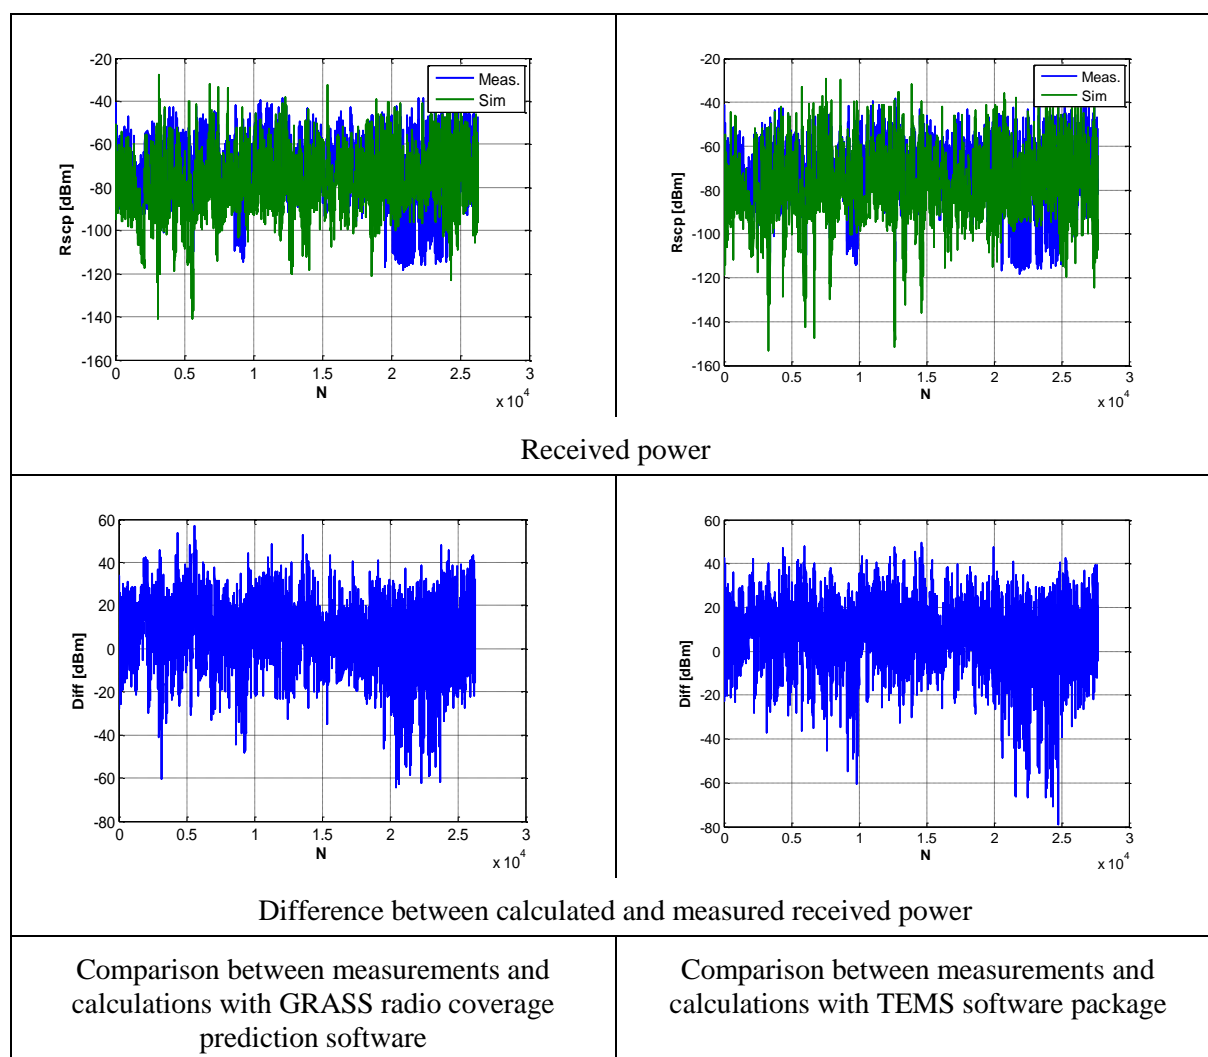 -20
-40
-60
-80
-100
-120
-140
-160
Rscp [dBm]
Meas.
Sim
0 0.5 1 1.5 2 2.5 3
N
x 10^4
-20
-40
-60
-80
-100
-120
-140
-160
Rscp [dBm]
Meas.
Sim
0 0.5 1 1.5 2 2.5 3
N
x 10^4
Received power
60
40
20
0
-20
-40
-60
-80
Diff [dBm]
0 0.5 1 1.5 2 2.5 3
N
x 10^4
60
40
20
0
-20
-40
-60
-80
Diff [dBm]
0 0.5 1 1.5 2 2.5 3
N
x 10^4
Difference between calculated and measured received power
Comparison between measurements and
calculations with GRASS radio coverage
prediction software
Comparison between measurements and
calculations with TEMS software package